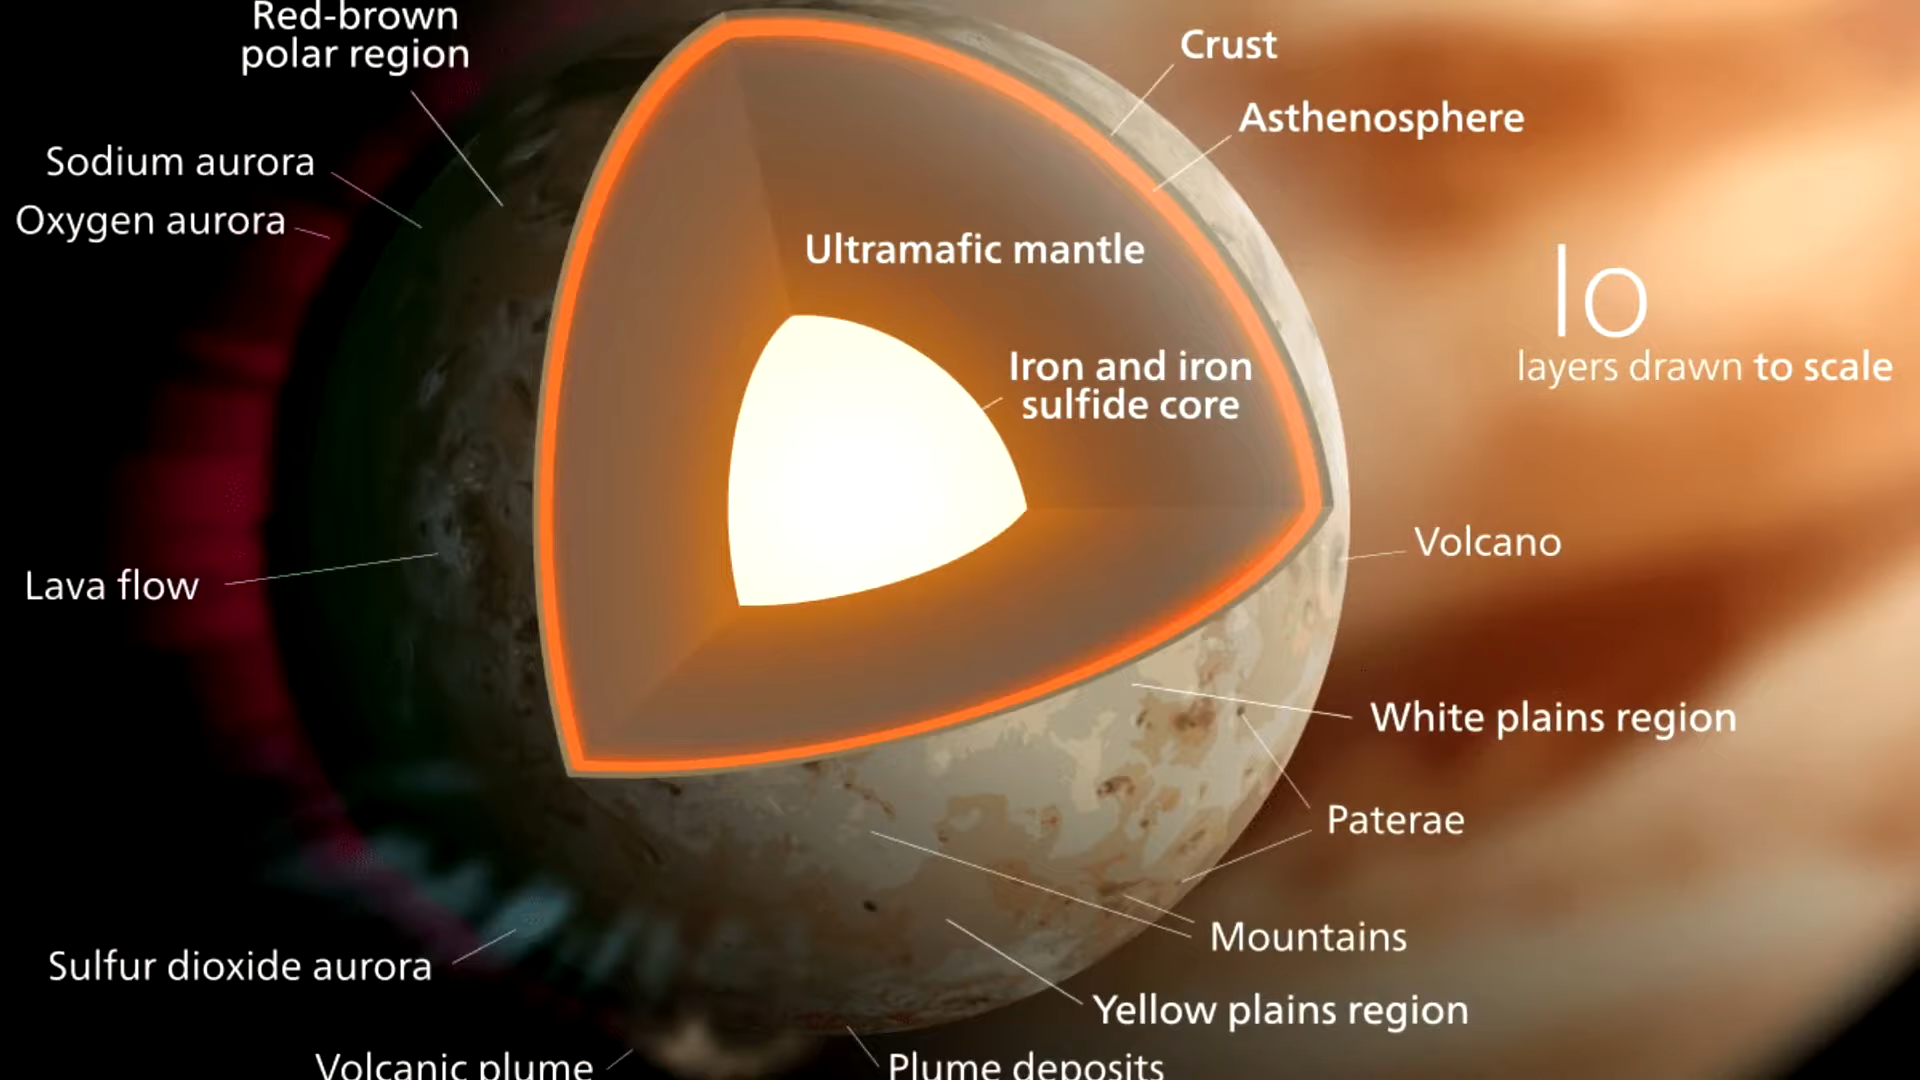 Red-brown
polar region
Crust
Asthenosphere
Sodium aurora
Oxygen aurora
Ultramafic mantle
Io
layers drawn to scale
Iron and iron
sulfide core
Volcano
Lava flow
White plains region
Paterae
Mountains
Sulfur dioxide aurora
Yellow plains region
Volcanic plume
Plume deposits